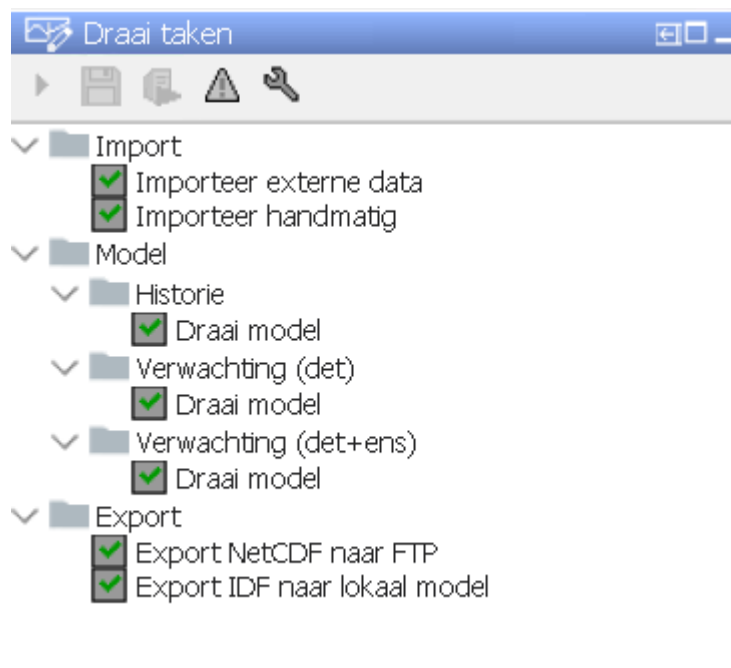 Draai taken
Import
Importeer externe data
Importeer handmatig
Model
Historie
Draai model
Verwachting (det)
Draai model
Verwachting (det+ens)
Draai model
Export
Export NetCDF naar FTP
Export IDF naar lokaal model